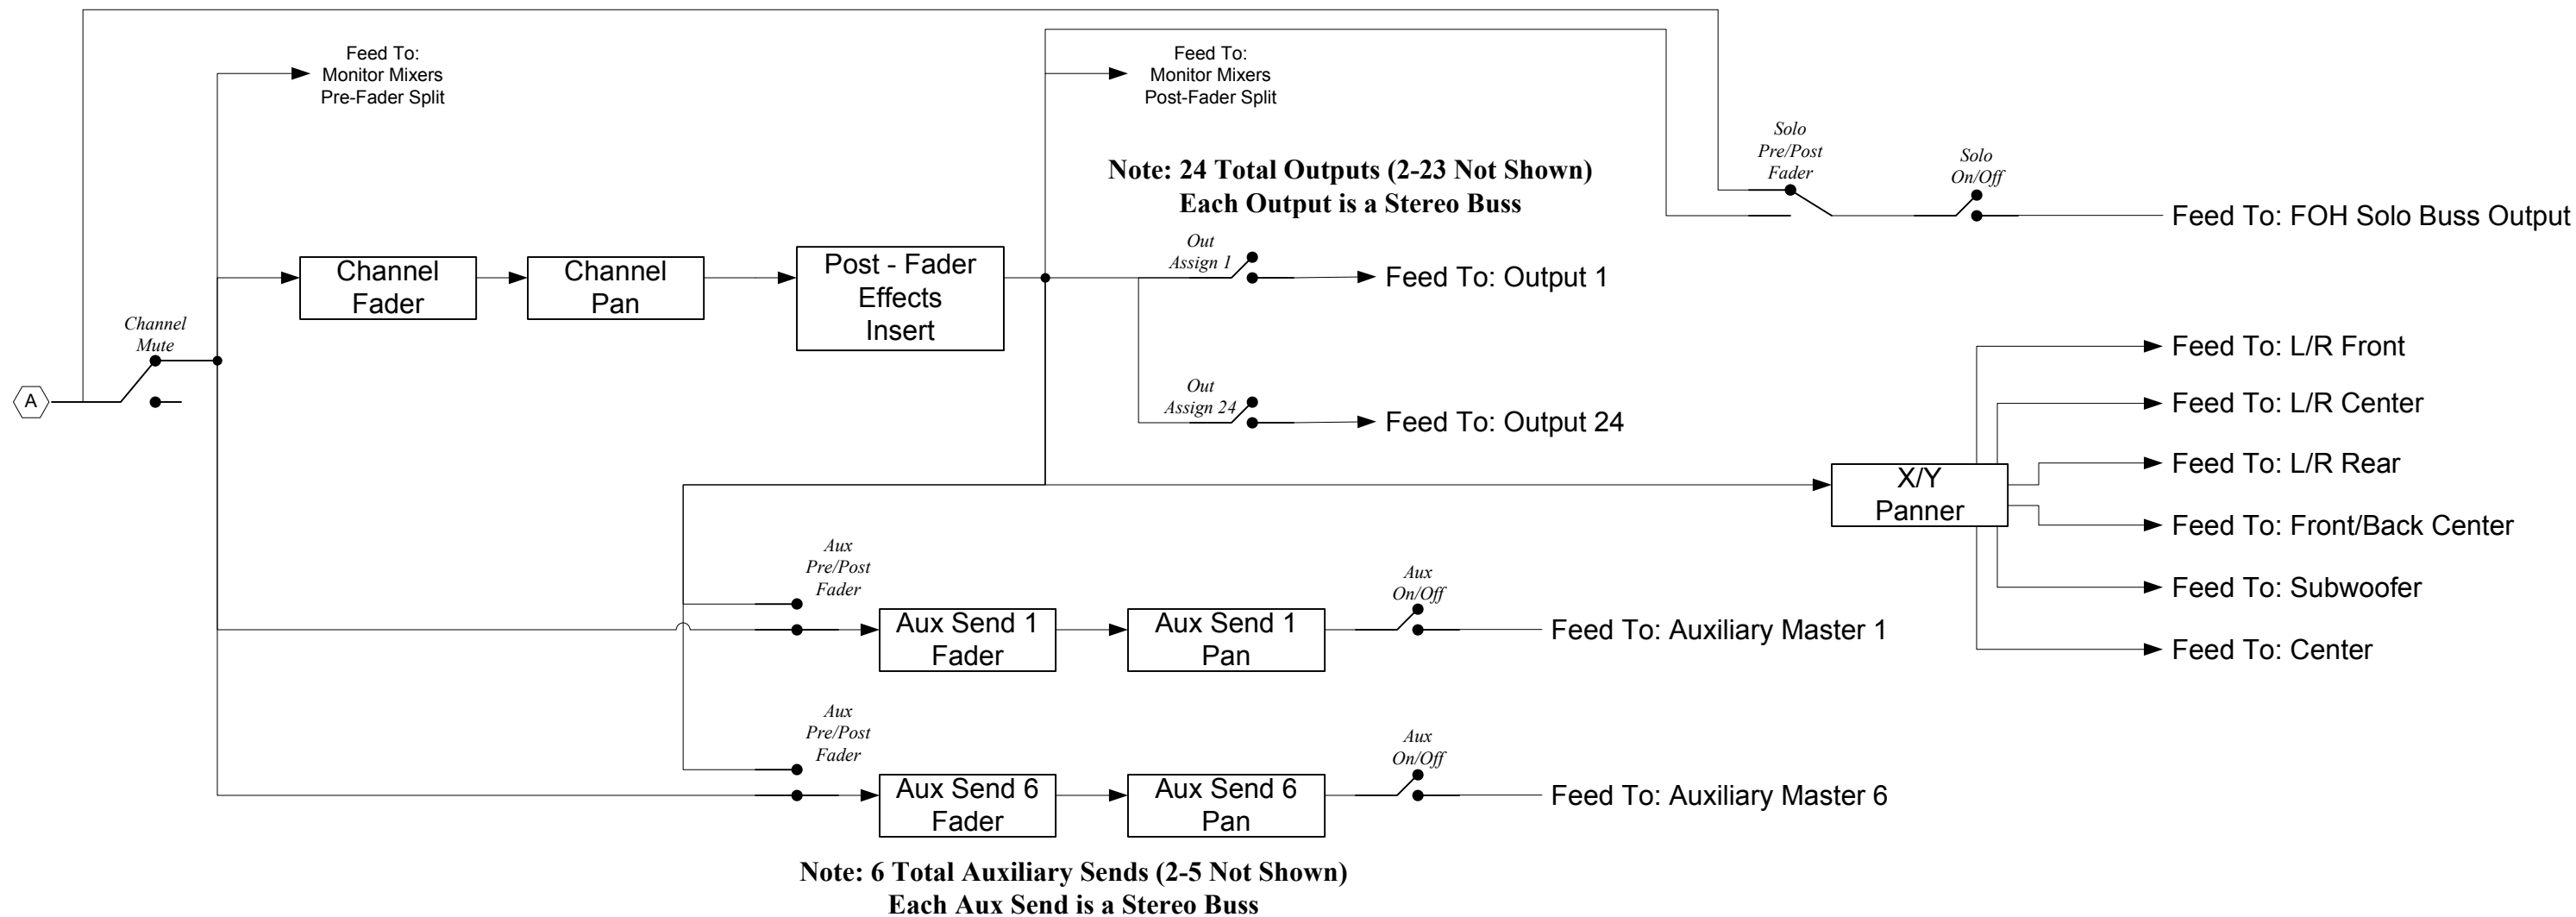 Feed To:
Monitor Mixers
Pre-Fader Split
Feed To:
Monitor Mixers
Post-Fader Split
Solo
Pre/Post
Fader
Solo
On/Off
Feed To: FOH Solo Buss Output
Note: 24 Total Outputs (2-23 Not Shown)
Each Output is a Stereo Buss
Channel
Fader
Channel
Pan
Post - Fader
Effects
Insert
Out
Assign 1
Feed To: Output 1
Channel
Mute
A
Out
Assign 24
Feed To: Output 24
X/Y
Panner
Feed To: L/R Front
Feed To: L/R Center
Feed To: L/R Rear
Feed To: Front/Back Center
Feed To: Subwoofer
Feed To: Center
Aux
Pre/Post
Fader
Aux Send 1
Fader
Aux Send 1
Pan
Aux
On/Off
Feed To: Auxiliary Master 1
Aux
Pre/Post
Fader
Aux Send 6
Fader
Aux Send 6
Pan
Aux
On/Off
Feed To: Auxiliary Master 6
Note: 6 Total Auxiliary Sends (2-5 Not Shown)
Each Aux Send is a Stereo Buss